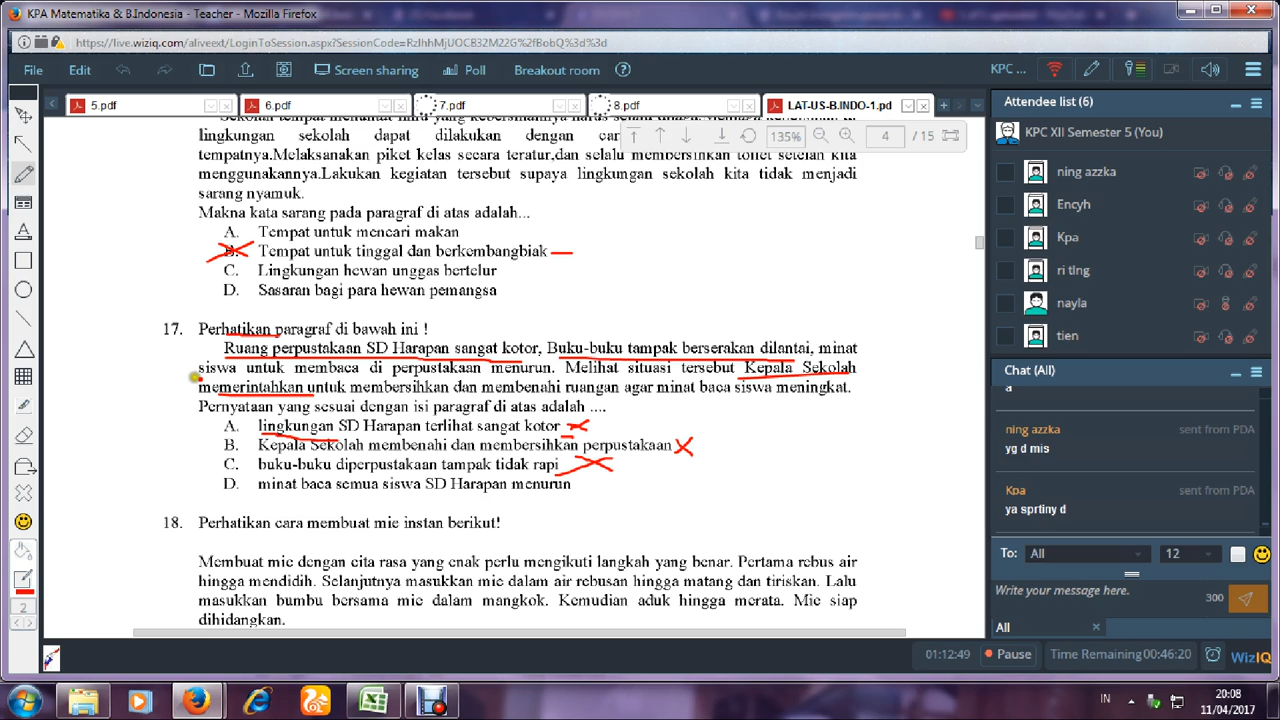 KPA Matematika & B.Indonesia - Teacher - Mozilla Firefox
https://live.wiziq.com/aliveext/LoginToSession.aspx?SessionCode=RzIhhMjUOCB32M22G%2fBobQ%3d%3d
File Edit Screen sharing Poll Breakout room KPC ...
5.pdf 6.pdf 7.pdf 8.pdf LAT-US-B.INDO-1.pd
135% 4 / 15
lingkungan sekolah dapat dilakukan dengan
tempatnya.Melaksanakan piket kelas secara teratur,dan selalu membersihkan toilet setelah kita
menggunakannya.Lakukan kegiatan tersebut supaya lingkungan sekolah kita tidak menjadi
sarang nyamuk.
Makna kata sarang pada paragraf di atas adalah...
A. Tempat untuk mencari makan
B. Tempat untuk tinggal dan berkembangbiak
C. Lingkungan hewan unggas bertelur
D. Sasaran bagi para hewan pemangsa
17. Perhatikan paragraf di bawah ini !
Ruang perpustakaan SD Harapan sangat kotor, Buku-buku tampak berserakan dilantai, minat
siswa untuk membaca di perpustakaan menurun. Melihat situasi tersebut Kepala Sekolah
memerintahkan untuk membersihkan dan membenahi ruangan agar minat baca siswa meningkat.
Pernyataan yang sesuai dengan isi paragraf di atas adalah ....
A. lingkungan SD Harapan terlihat sangat kotor
B. Kepala Sekolah membenahi dan membersihkan perpustakaan
C. buku-buku diperpustakaan tampak tidak rapi
D. minat baca semua siswa SD Harapan menurun
18. Perhatikan cara membuat mie instan berikut!
Membuat mie dengan cita rasa yang enak perlu mengikuti langkah yang benar. Pertama rebus air
hingga mendidih. Selanjutnya masukkan mie dalam air rebusan hingga matang dan tiriskan. Lalu
masukkan bumbu bersama mie dalam mangkok. Kemudian aduk hingga merata. Mie siap
dihidangkan.
2
Attendee list (6)
KPC XII Semester 5 (You)
ning azzka
Encyh
Kpa
ri tlng
nayla
tien
Chat (All)
a
ning azzka sent from PDA
yg d mis
Kpa sent from PDA
ya sprtiny d
To: All 12
Write your message here. 300
All
01:12:49 Pause Time Remaining 00:46:20 WizIQ
IN 20:08
11/04/2017